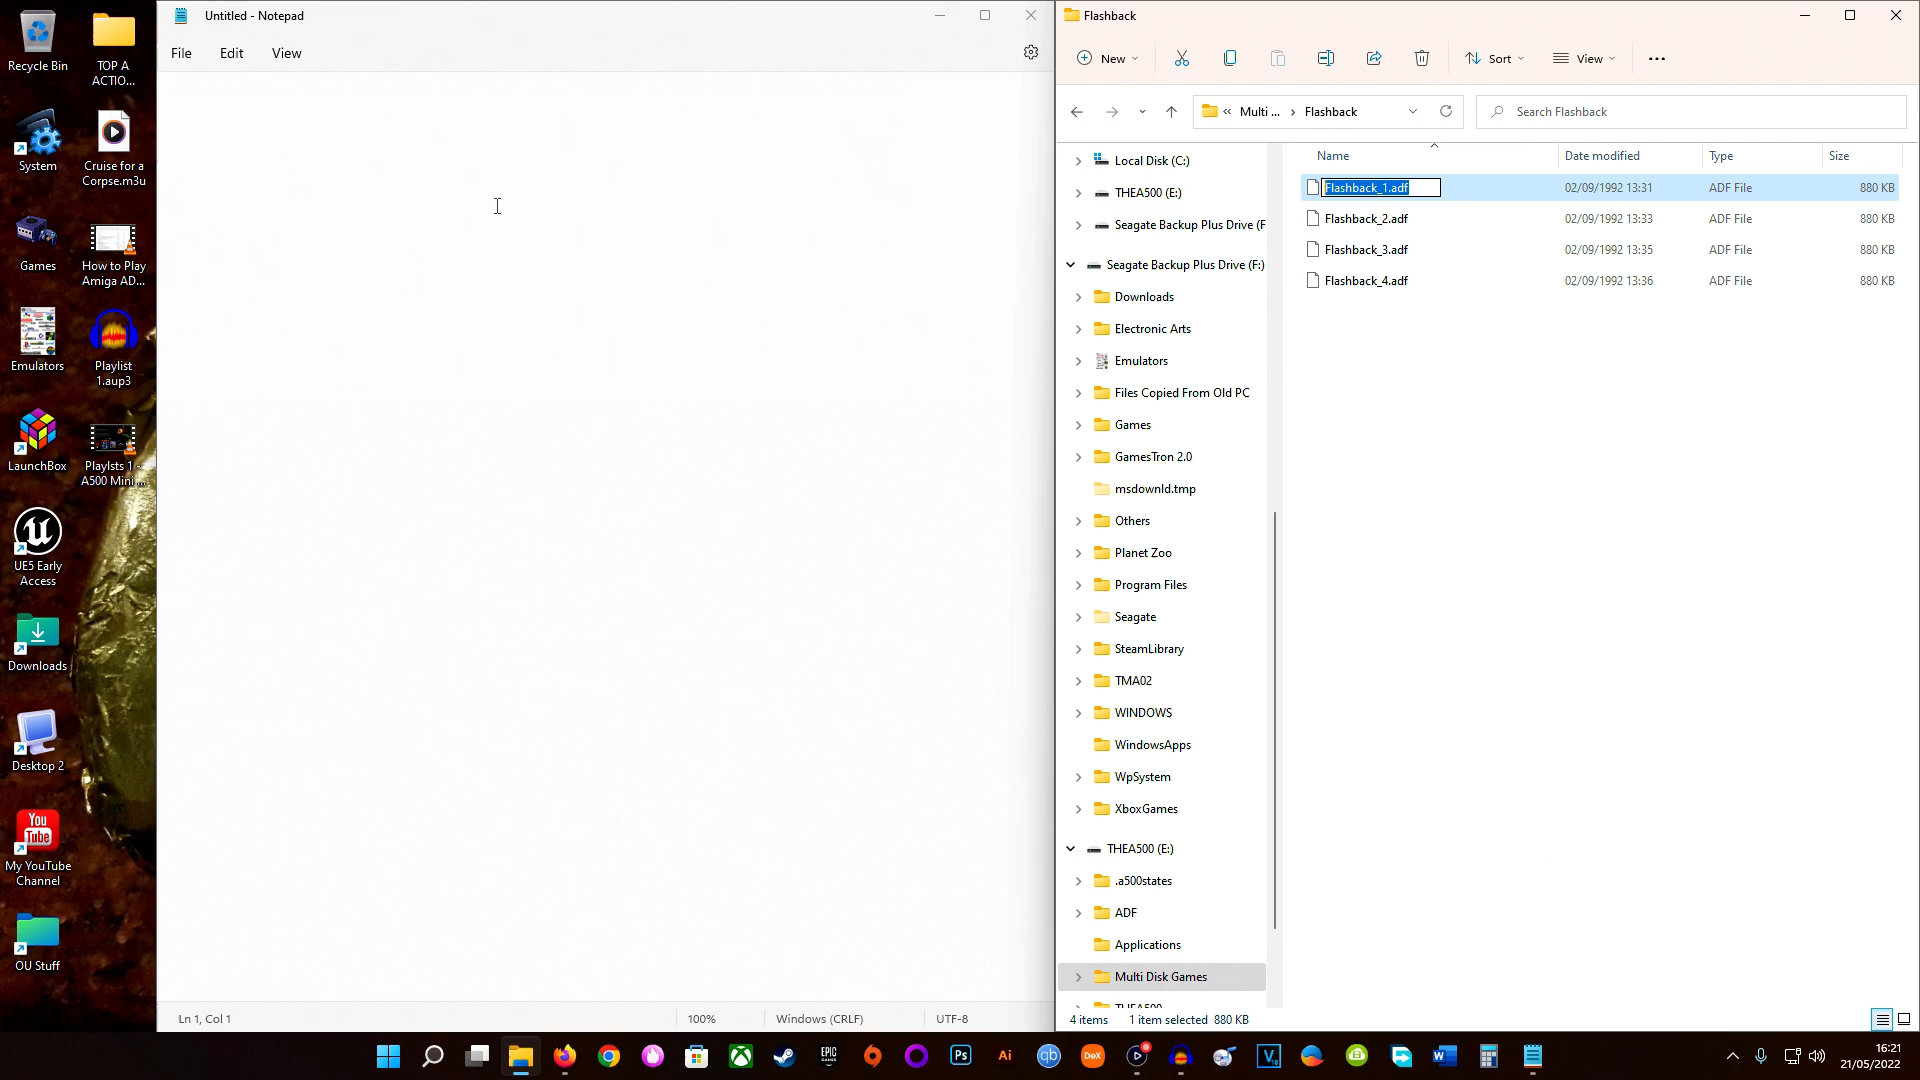 Recycle Bin
TOP A
ACTIO...
System
Cruise for a
Corpse.m3u
Games
How to Play
Amiga AD...
Emulators
Playlist
1.aup3
LaunchBox
Playlsts 1 -
A500 Mini ...
UE5 Early
Access
Downloads
Desktop 2
You
Tube
My YouTube
Channel
OU Stuff
Untitled - Notepad
File Edit View
Ln 1, Col 1
100%
Windows (CRLF)
UTF-8
Flashback
New
Sort
View
« Multi ... › Flashback
Search Flashback
Local Disk (C:)
THEA500 (E:)
Seagate Backup Plus Drive (F
Seagate Backup Plus Drive (F:)
Downloads
Electronic Arts
Emulators
Files Copied From Old PC
Games
GamesTron 2.0
msdownld.tmp
Others
Planet Zoo
Program Files
Seagate
SteamLibrary
TMA02
WINDOWS
WindowsApps
WpSystem
XboxGames
THEA500 (E:)
.a500states
ADF
Applications
Multi Disk Games
THEA500
Name Date modified Type Size
Flashback_1.adf 02/09/1992 13:31 ADF File 880 KB
Flashback_2.adf 02/09/1992 13:33 ADF File 880 KB
Flashback_3.adf 02/09/1992 13:35 ADF File 880 KB
Flashback_4.adf 02/09/1992 13:36 ADF File 880 KB
4 items 1 item selected 880 KB
EPIC
Ps
Ai
qb
DeX
W
16:21
21/05/2022